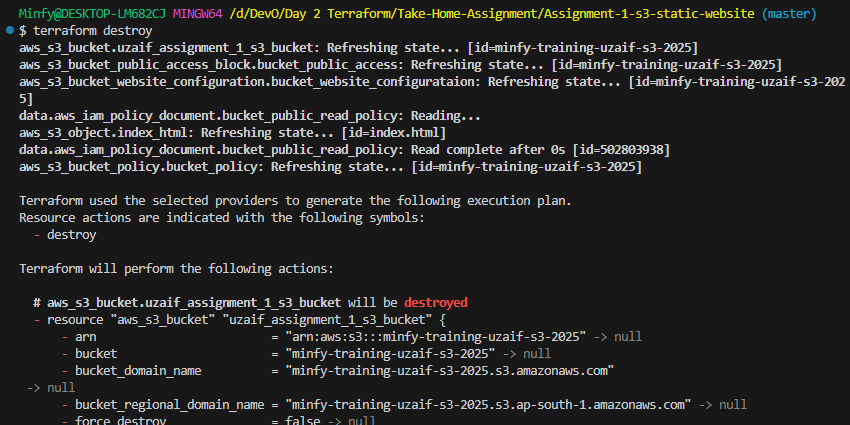 Minfy@DESKTOP-LM682CJ MINGW64 /d/DevO/Day 2 Terraform/Take-Home-Assignment/Assignment-1-s3-static-website (master)
$ terraform destroy
aws_s3_bucket.uzaif_assignment_1_s3_bucket: Refreshing state... [id=minfy-training-uzaif-s3-2025]
aws_s3_bucket_public_access_block.bucket_public_access: Refreshing state... [id=minfy-training-uzaif-s3-2025]
aws_s3_bucket_website_configuration.bucket_website_configurataion: Refreshing state... [id=minfy-training-uzaif-s3-202
5]
data.aws_iam_policy_document.bucket_public_read_policy: Reading...
aws_s3_object.index_html: Refreshing state... [id=index.html]
data.aws_iam_policy_document.bucket_public_read_policy: Read complete after 0s [id=502803938]
aws_s3_bucket_policy.bucket_policy: Refreshing state... [id=minfy-training-uzaif-s3-2025]

Terraform used the selected providers to generate the following execution plan.
Resource actions are indicated with the following symbols:
  - destroy

Terraform will perform the following actions:

  # aws_s3_bucket.uzaif_assignment_1_s3_bucket will be destroyed
  - resource "aws_s3_bucket" "uzaif_assignment_1_s3_bucket" {
      - arn                         = "arn:aws:s3:::minfy-training-uzaif-s3-2025" -> null
      - bucket                      = "minfy-training-uzaif-s3-2025" -> null
      - bucket_domain_name          = "minfy-training-uzaif-s3-2025.s3.amazonaws.com"
 -> null
      - bucket_regional_domain_name = "minfy-training-uzaif-s3-2025.s3.ap-south-1.amazonaws.com" -> null
      - force_destroy               = false -> null